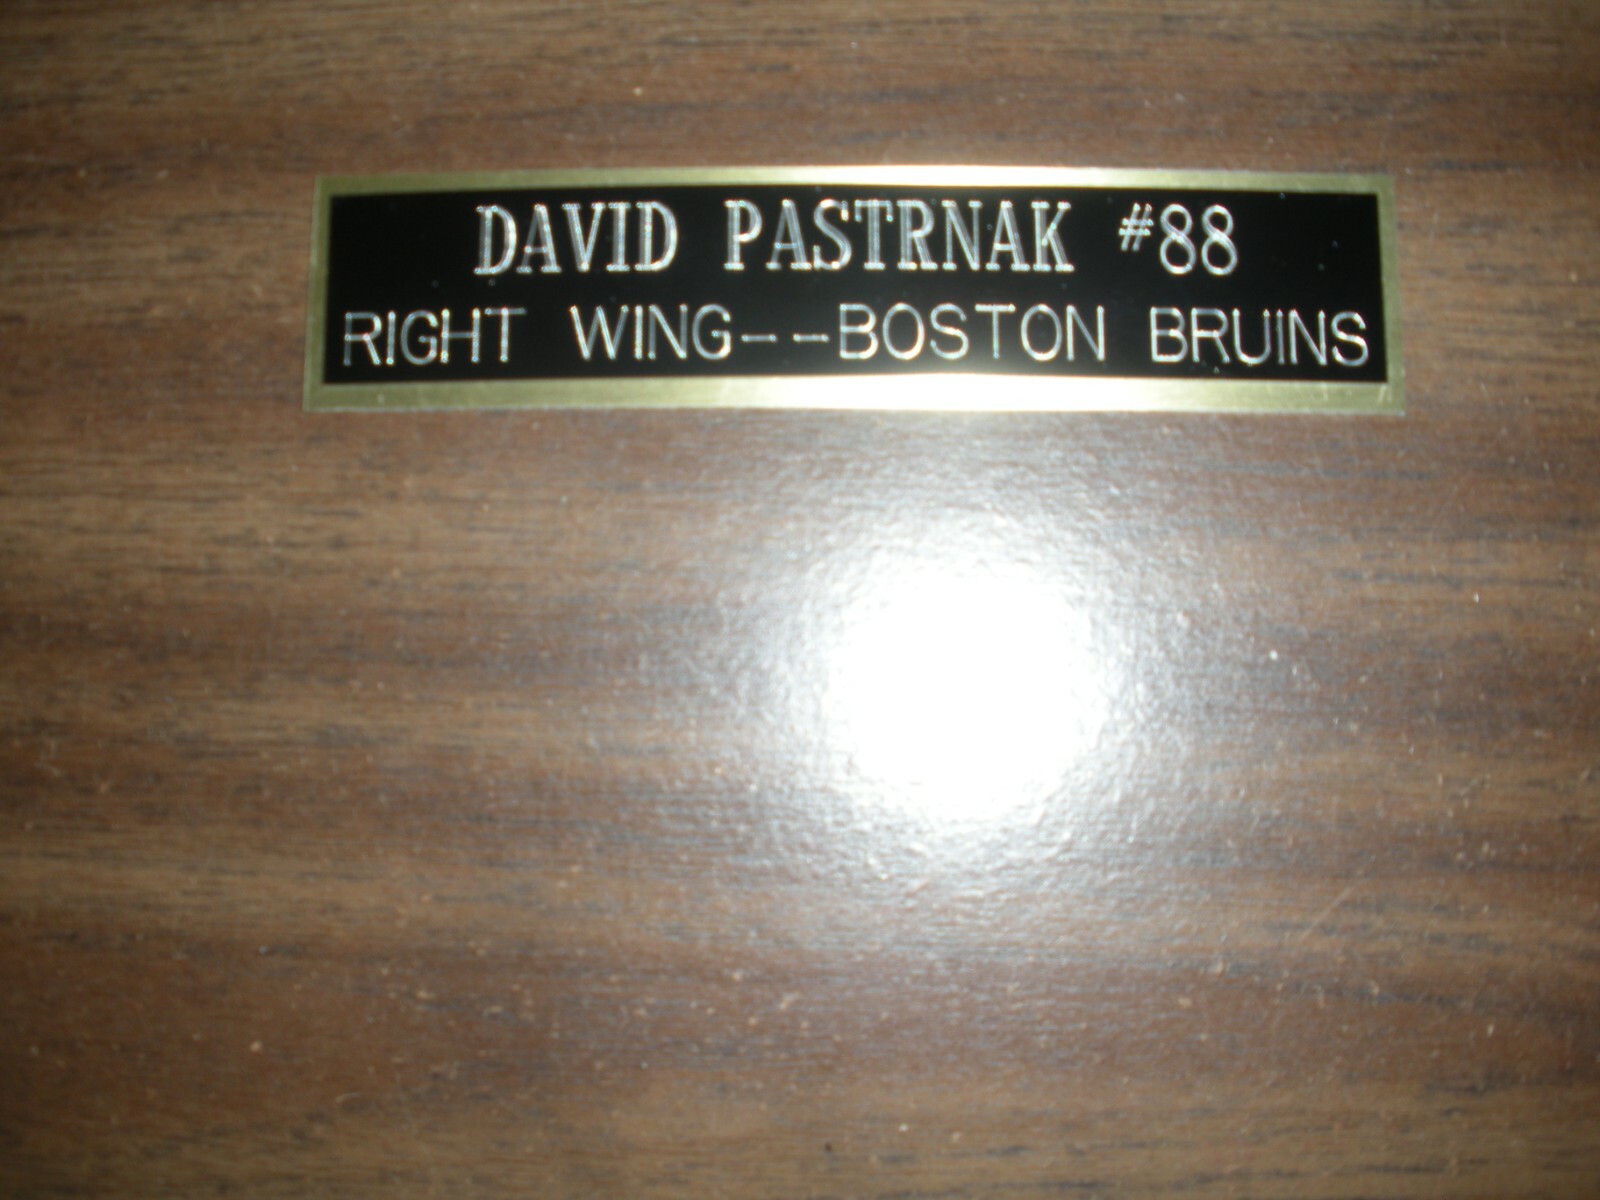 DAVID PASTRNAK #88
RIGHT WING--BOSTON BRUINS